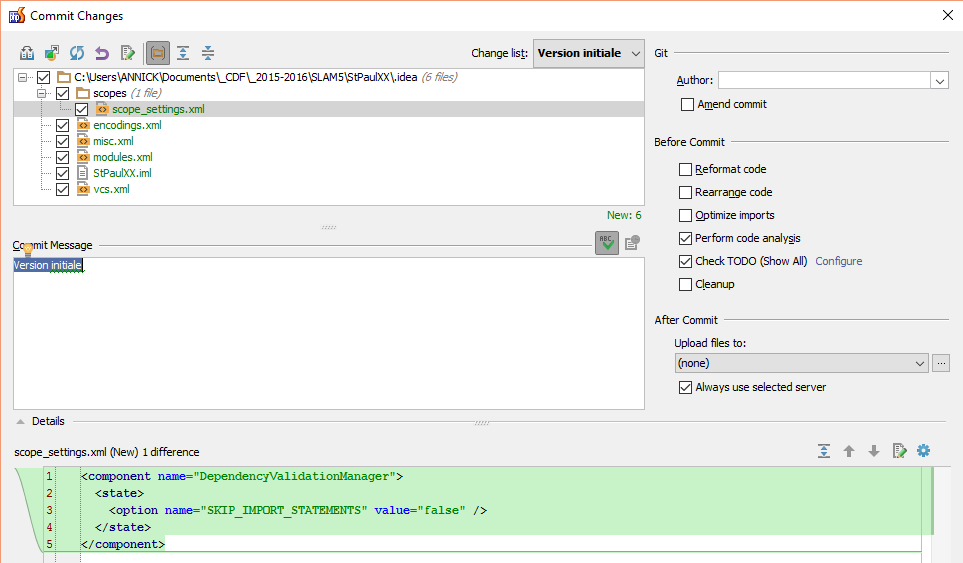 Commit Changes
Change list: Version initiale
C:\Users\ANNICK\Documents\_CDF\_2015-2016\SLAM5\StPaulXX\.idea (6 files)
scopes (1 file)
scope_settings.xml
encodings.xml
misc.xml
modules.xml
StPaulXX.iml
vcs.xml
New: 6
Commit Message
ABC
Version initiale
Git
Author:
Amend commit
Before Commit
Reformat code
Rearrange code
Optimize imports
Perform code analysis
Check TODO (Show All) Configure
Cleanup
After Commit
Upload files to:
(none)
...
Always use selected server
Details
scope_settings.xml (New) 1 difference
1 <component name="DependencyValidationManager">
2 <state>
3 <option name="SKIP_IMPORT_STATEMENTS" value="false" />
4 </state>
5 </component>